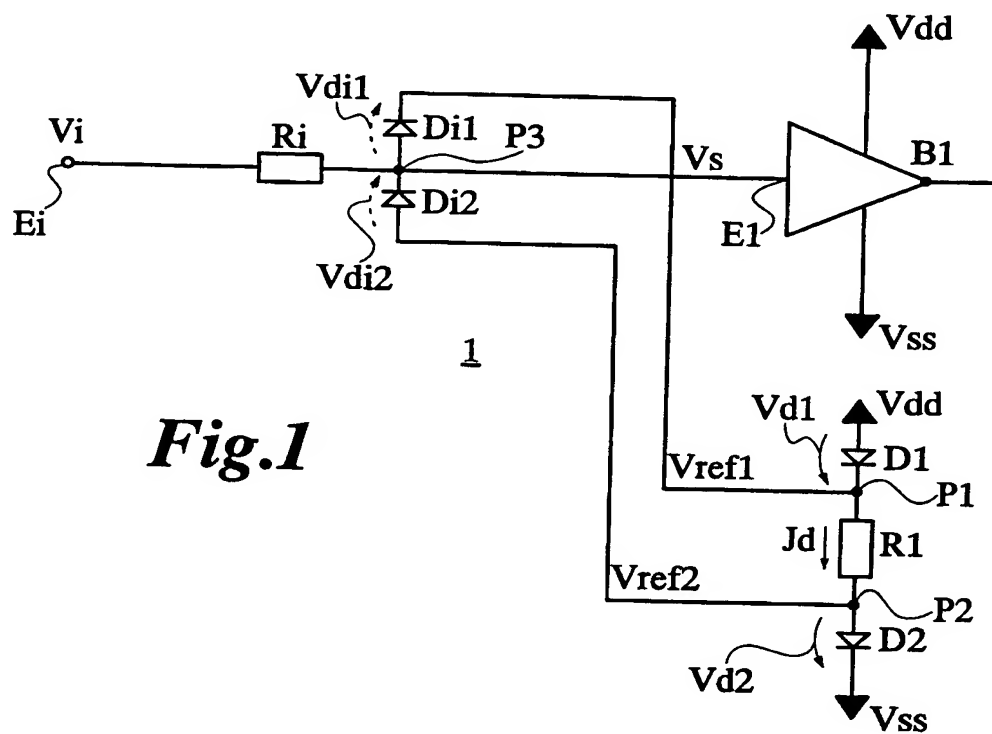 Vdd
Vdi1
Di1
P3
Vi
Ri
Vs
B1
Ei
Di2
E1
Vdi2
Vss
1
Vdd
Vd1
D1
Fig.1
Vref1
P1
Jd
R1
Vref2
P2
D2
Vd2
Vss